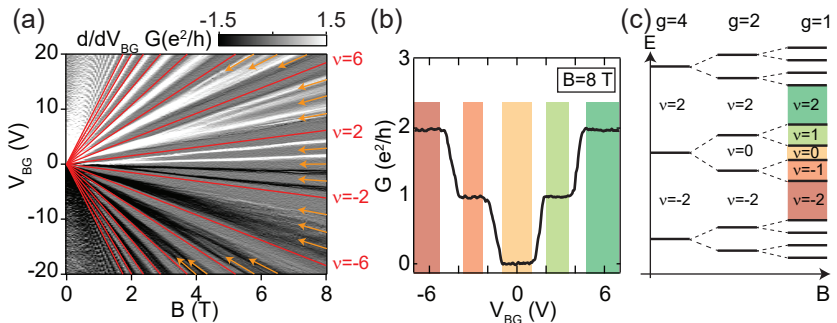 (a)
-1.5 1.5
d/dV_BG G(e²/h)
20
10
0
-10
-20
V_BG (V)
0 2 4 6 8
B (T)
ν=6
ν=2
ν=-2
ν=-6
(b)
B=8 T
3
2
1
0
G (e²/h)
-6 0 6
V_BG (V)
(c)
g=4 g=2 g=1
E
ν=2 ν=2 ν=2
ν=1
ν=0 ν=0
ν=-1
ν=-2 ν=-2 ν=-2
B